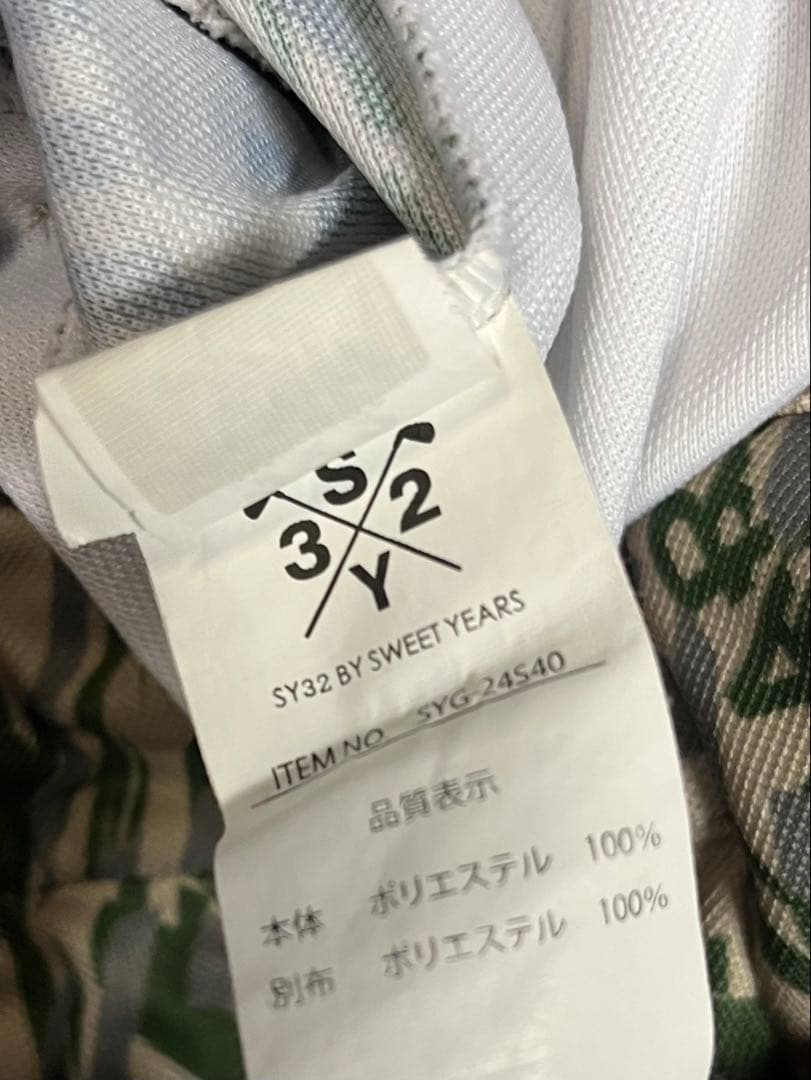 S
3 2
Y
SY32 BY SWEET YEARS
ITEM NO SYG-24S40
品質表示
本体 ポリエステル 100%
別布 ポリエステル 100%